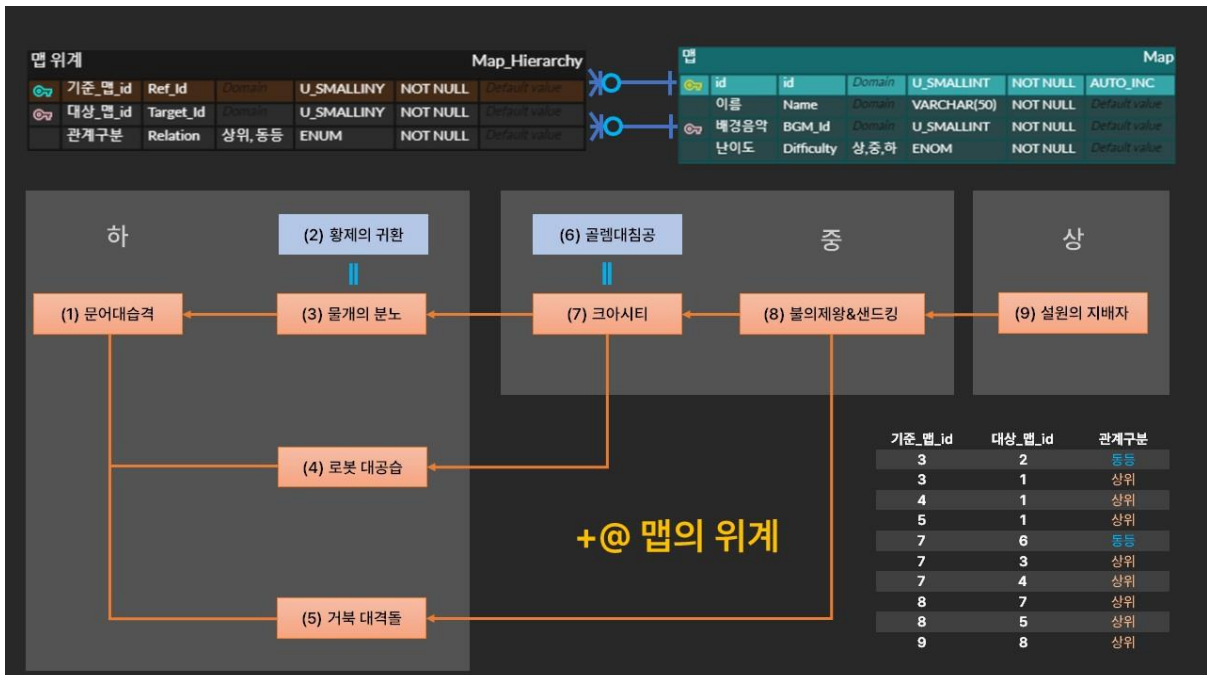 맵 위계 Map_Hierarchy
기준_맵_id Ref_Id Domain U_SMALLINY NOT NULL Default value
대상_맵_id Target_Id Domain U_SMALLINY NOT NULL Default value
관계구분 Relation 상위,동등 ENUM NOT NULL Default value
맵 Map
id id Domain U_SMALLINT NOT NULL AUTO_INC
이름 Name Domain VARCHAR(50) NOT NULL Default value
배경음악 BGM_Id Domain U_SMALLINT NOT NULL Default value
난이도 Difficulty 상,중,하 ENOM NOT NULL Default value
하
(2) 황제의 귀환
(6) 골렘대침공
중
상
(1) 문어대습격
(3) 물개의 분노
(7) 크아시티
(8) 불의제왕&샌드킹
(9) 설원의 지배자
(4) 로봇 대공습
(5) 거북 대격돌
+@ 맵의 위계
기준_맵_id 대상_맵_id 관계구분
3 2 동등
3 1 상위
4 1 상위
5 1 상위
7 6 동등
7 3 상위
7 4 상위
8 7 상위
8 5 상위
9 8 상위